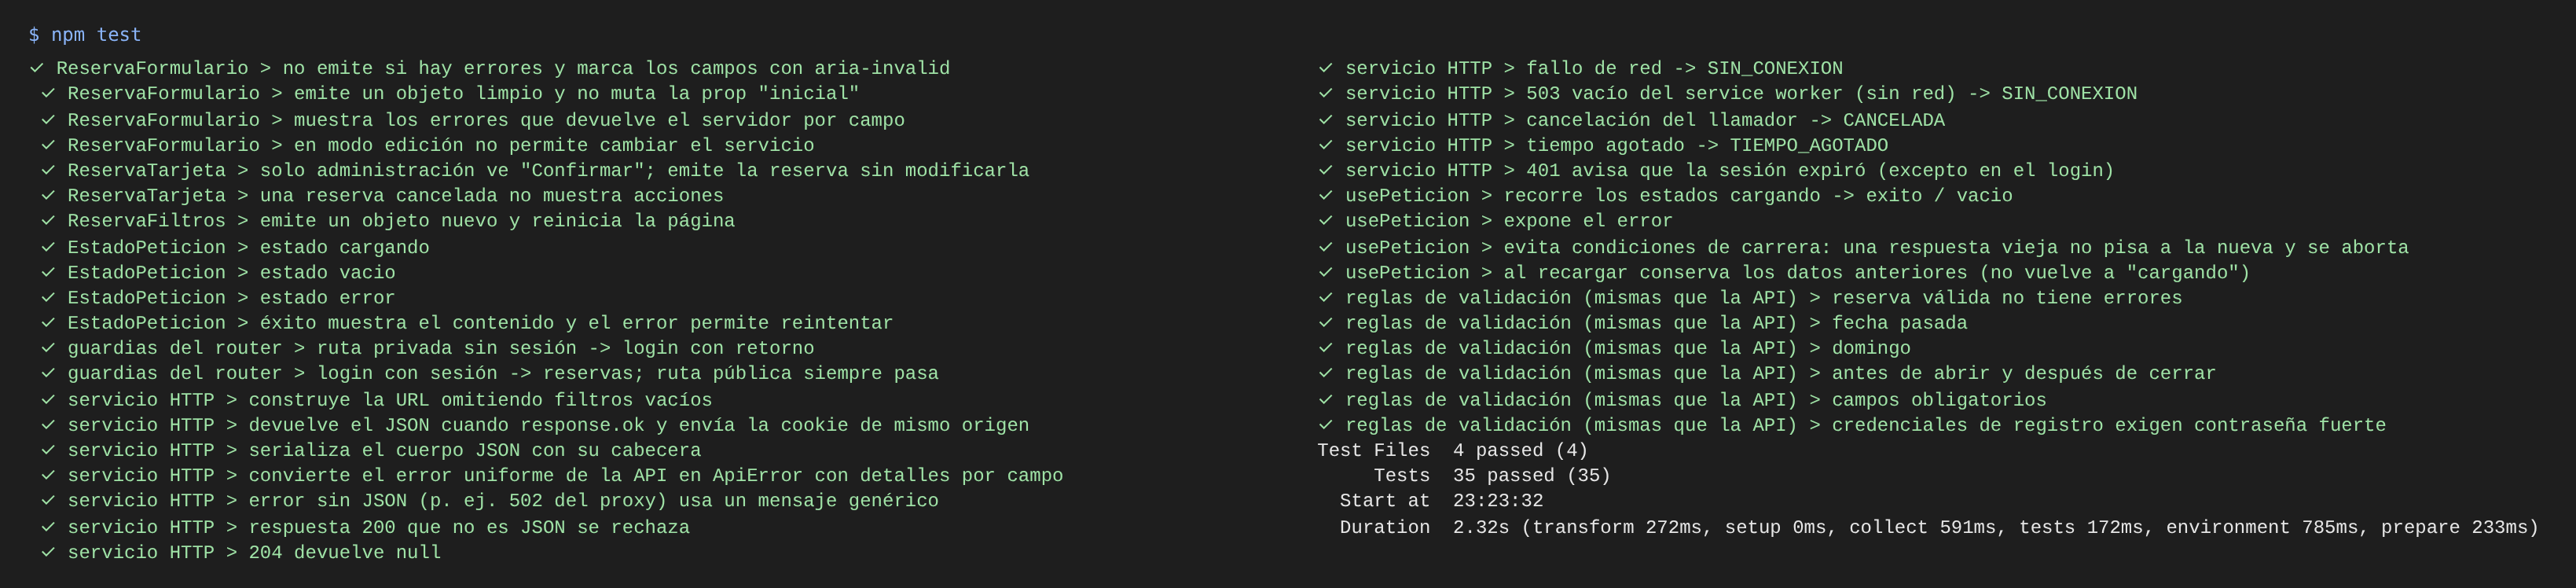 $ npm test
✓ ReservaFormulario > no emite si hay errores y marca los campos con aria-invalid
✓ ReservaFormulario > emite un objeto limpio y no muta la prop "inicial"
✓ ReservaFormulario > muestra los errores que devuelve el servidor por campo
✓ ReservaFormulario > en modo edición no permite cambiar el servicio
✓ ReservaTarjeta > solo administración ve "Confirmar"; emite la reserva sin modificarla
✓ ReservaTarjeta > una reserva cancelada no muestra acciones
✓ ReservaFiltros > emite un objeto nuevo y reinicia la página
✓ EstadoPeticion > estado cargando
✓ EstadoPeticion > estado vacio
✓ EstadoPeticion > estado error
✓ EstadoPeticion > éxito muestra el contenido y el error permite reintentar
✓ guardias del router > ruta privada sin sesión -> login con retorno
✓ guardias del router > login con sesión -> reservas; ruta pública siempre pasa
✓ servicio HTTP > construye la URL omitiendo filtros vacíos
✓ servicio HTTP > devuelve el JSON cuando response.ok y envía la cookie de mismo origen
✓ servicio HTTP > serializa el cuerpo JSON con su cabecera
✓ servicio HTTP > convierte el error uniforme de la API en ApiError con detalles por campo
✓ servicio HTTP > error sin JSON (p. ej. 502 del proxy) usa un mensaje genérico
✓ servicio HTTP > respuesta 200 que no es JSON se rechaza
✓ servicio HTTP > 204 devuelve null
✓ servicio HTTP > fallo de red -> SIN_CONEXION
✓ servicio HTTP > 503 vacío del service worker (sin red) -> SIN_CONEXION
✓ servicio HTTP > cancelación del llamador -> CANCELADA
✓ servicio HTTP > tiempo agotado -> TIEMPO_AGOTADO
✓ servicio HTTP > 401 avisa que la sesión expiró (excepto en el login)
✓ usePeticion > recorre los estados cargando -> exito / vacio
✓ usePeticion > expone el error
✓ usePeticion > evita condiciones de carrera: una respuesta vieja no pisa a la nueva y se aborta
✓ usePeticion > al recargar conserva los datos anteriores (no vuelve a "cargando")
✓ reglas de validación (mismas que la API) > reserva válida no tiene errores
✓ reglas de validación (mismas que la API) > fecha pasada
✓ reglas de validación (mismas que la API) > domingo
✓ reglas de validación (mismas que la API) > antes de abrir y después de cerrar
✓ reglas de validación (mismas que la API) > campos obligatorios
✓ reglas de validación (mismas que la API) > credenciales de registro exigen contraseña fuerte
Test Files  4 passed (4)
Tests  35 passed (35)
Start at  23:23:32
Duration  2.32s (transform 272ms, setup 0ms, collect 591ms, tests 172ms, environment 785ms, prepare 233ms)